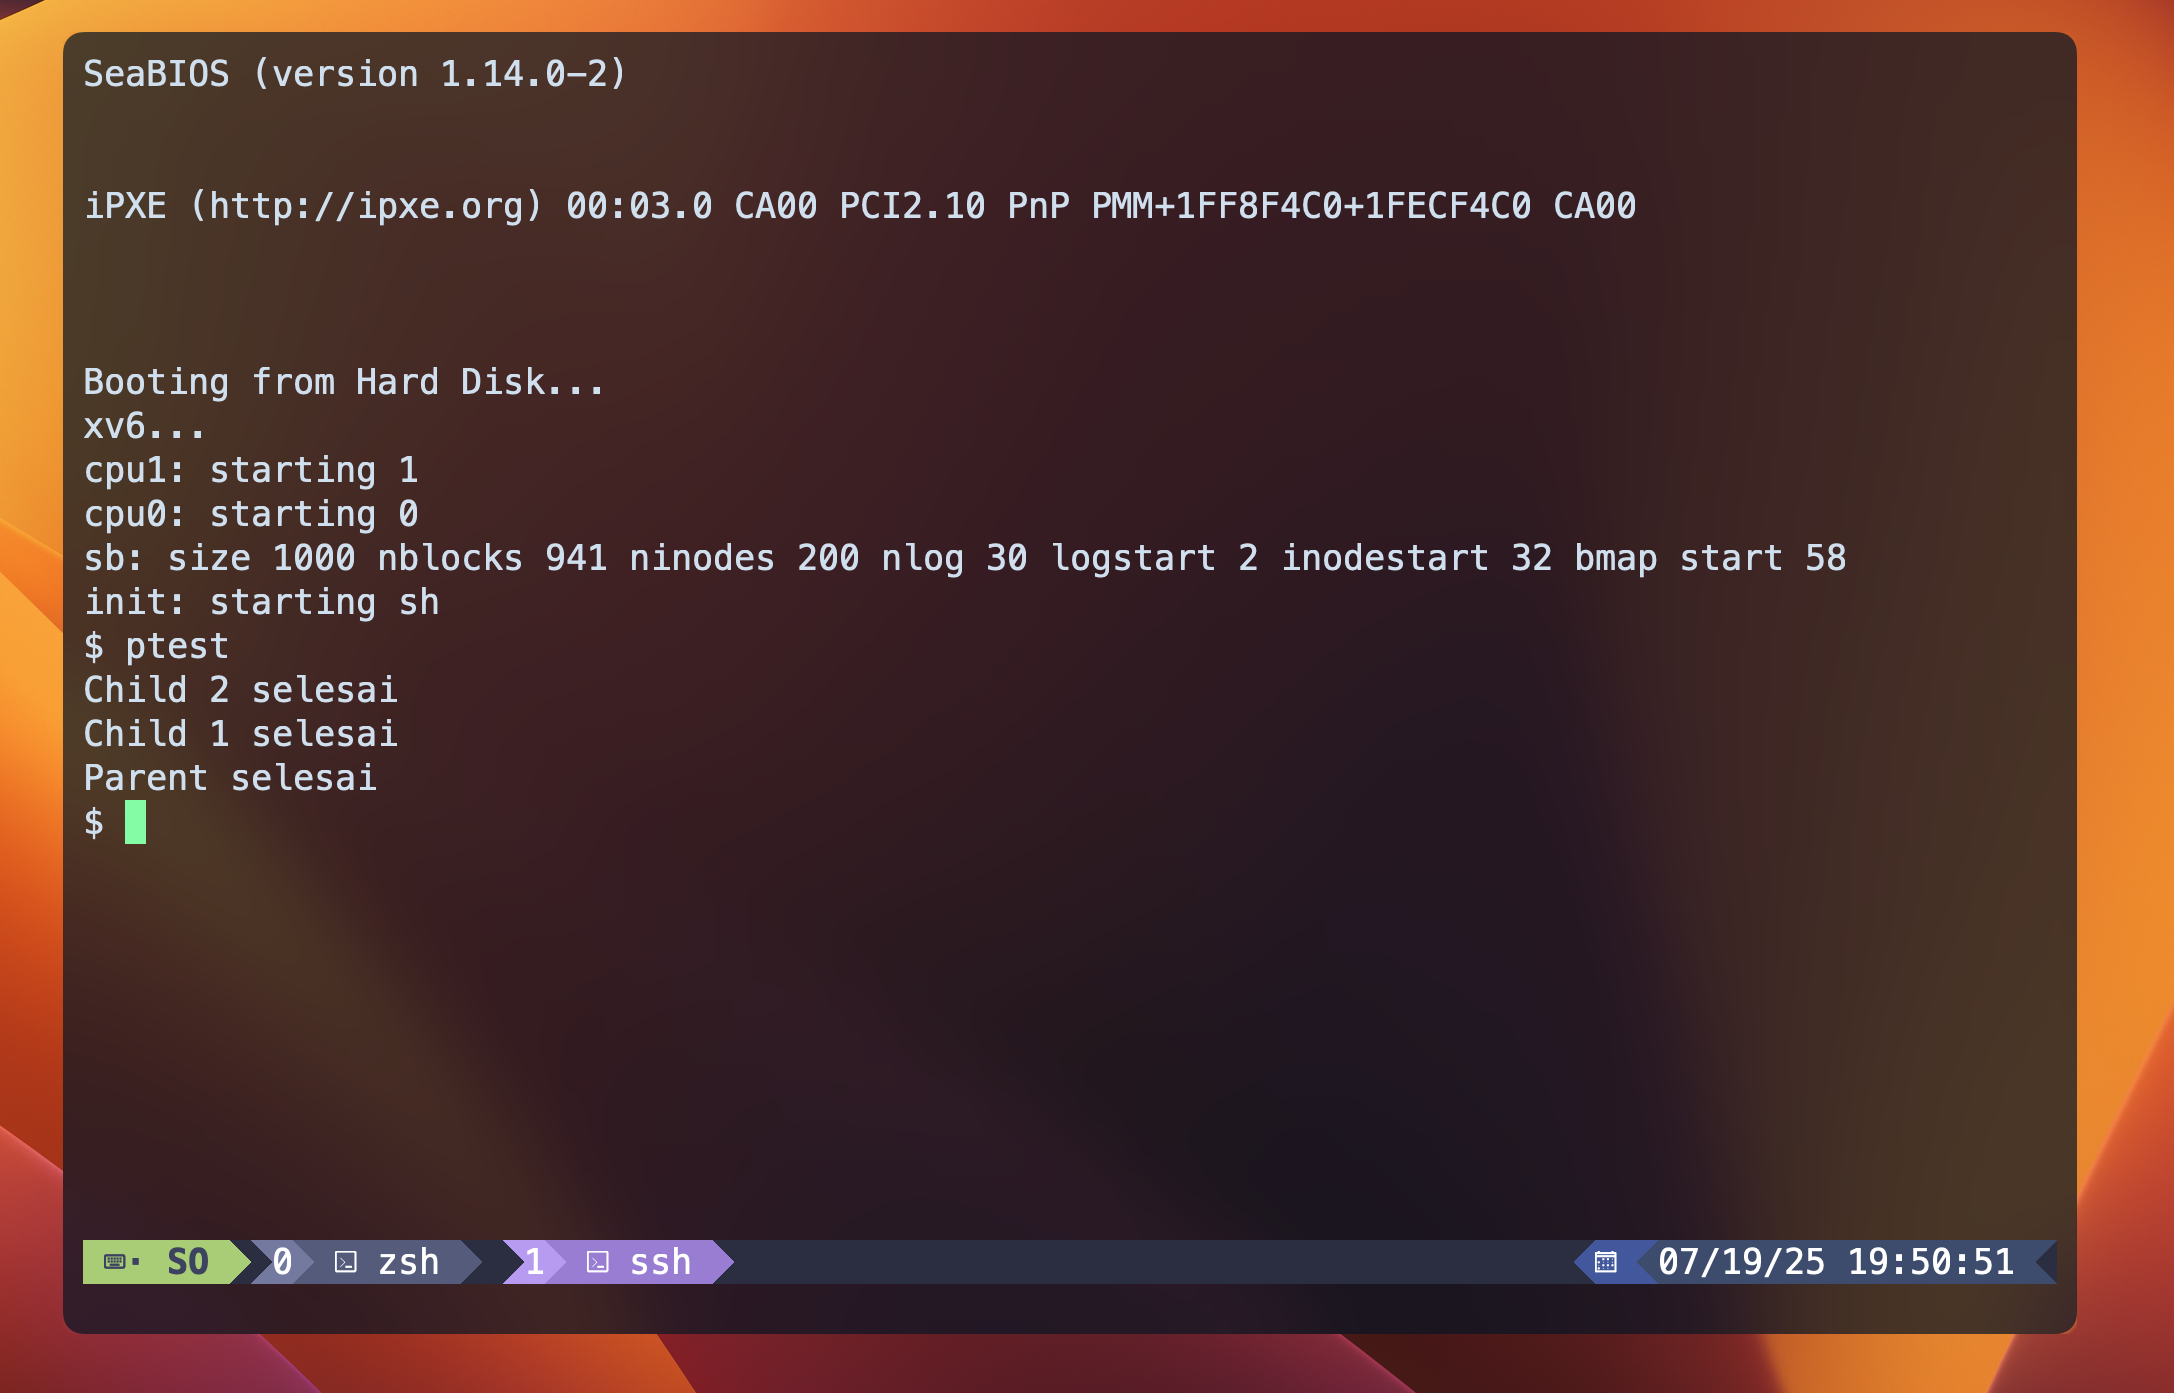 SeaBIOS (version 1.14.0-2)
iPXE (http://ipxe.org) 00:03.0 CA00 PCI2.10 PnP PMM+1FF8F4C0+1FECF4C0 CA00
Booting from Hard Disk...
xv6...
cpu1: starting 1
cpu0: starting 0
sb: size 1000 nblocks 941 ninodes 200 nlog 30 logstart 2 inodestart 32 bmap start 58
init: starting sh
$ ptest
Child 2 selesai
Child 1 selesai
Parent selesai
$
SO 0 zsh 1 ssh 07/19/25 19:50:51